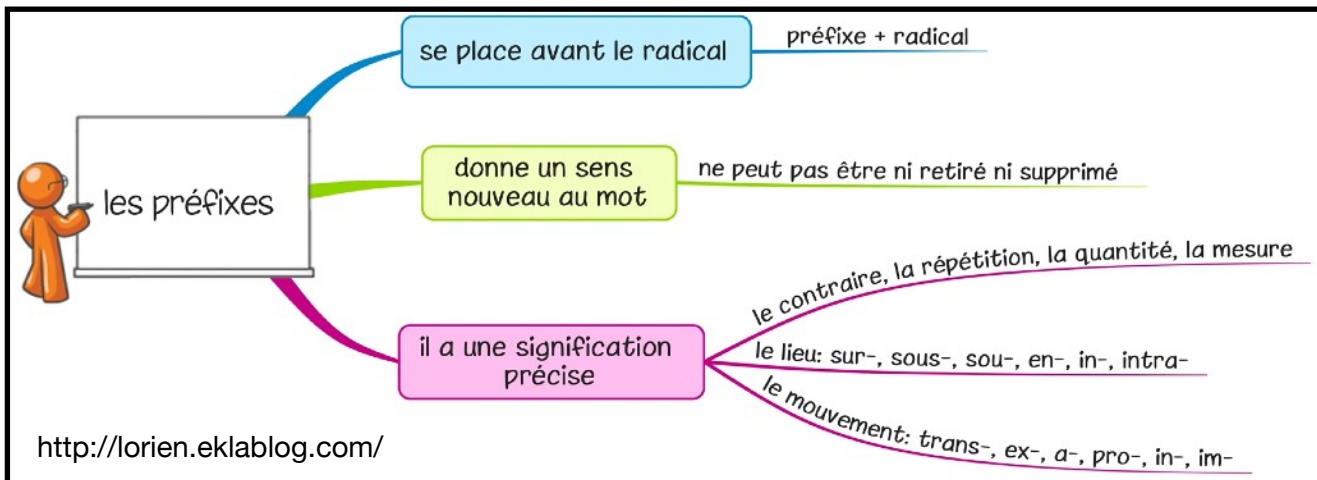 les préfixes
se place avant le radical
préfixe + radical
donne un sens
nouveau au mot
ne peut pas être ni retiré ni supprimé
il a une signification
précise
le contraire, la répétition, la quantité, la mesure
le lieu: sur-, sous-, sou-, en-, in-, intra-
le mouvement: trans-, ex-, a-, pro-, in-, im-
http://lorien.eklablog.com/